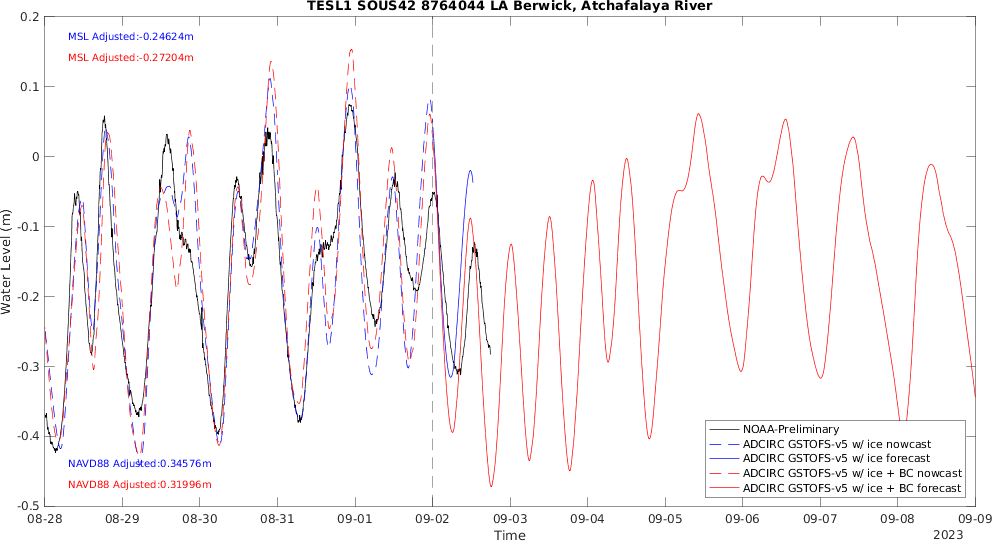 TESL1 SOUS42 8764044 LA Berwick, Atchafalaya River
0.2
MSL Adjusted:-0.24624m
MSL Adjusted:-0.27204m
0.1
0
-0.1
-0.2
-0.3
-0.4
-0.5
Water Level (m)
NAVD88 Adjusted:0.34576m
NAVD88 Adjusted:0.31996m
NOAA-Preliminary
ADCIRC GSTOFS-v5 w/ ice nowcast
ADCIRC GSTOFS-v5 w/ ice forecast
ADCIRC GSTOFS-v5 w/ ice + BC nowcast
ADCIRC GSTOFS-v5 w/ ice + BC forecast
08-28 08-29 08-30 08-31 09-01 09-02 09-03 09-04 09-05 09-06 09-07 09-08 09-09
Time
2023